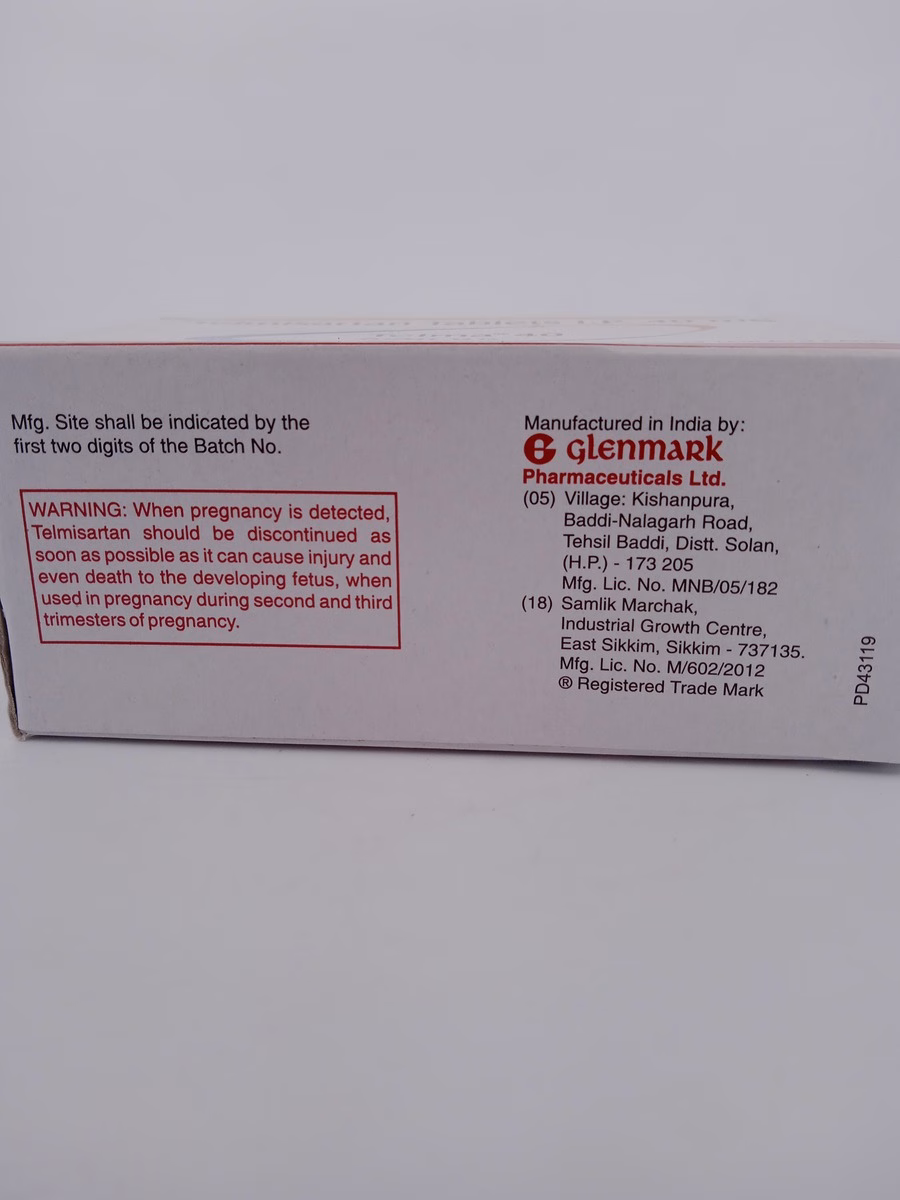 Mfg. Site shall be indicated by the
first two digits of the Batch No.
WARNING: When pregnancy is detected,
Telmisartan should be discontinued as
soon as possible as it can cause injury and
even death to the developing fetus, when
used in pregnancy during second and third
trimesters of pregnancy.
Manufactured in India by:
GLENMARK
Pharmaceuticals Ltd.
(05) Village: Kishanpura,
Baddi-Nalagarh Road,
Tehsil Baddi, Distt. Solan,
(H.P.) - 173 205
Mfg. Lic. No. MNB/05/182
(18) Samlik Marchak,
Industrial Growth Centre,
East Sikkim, Sikkim - 737135.
Mfg. Lic. No. M/602/2012
® Registered Trade Mark
PD43119